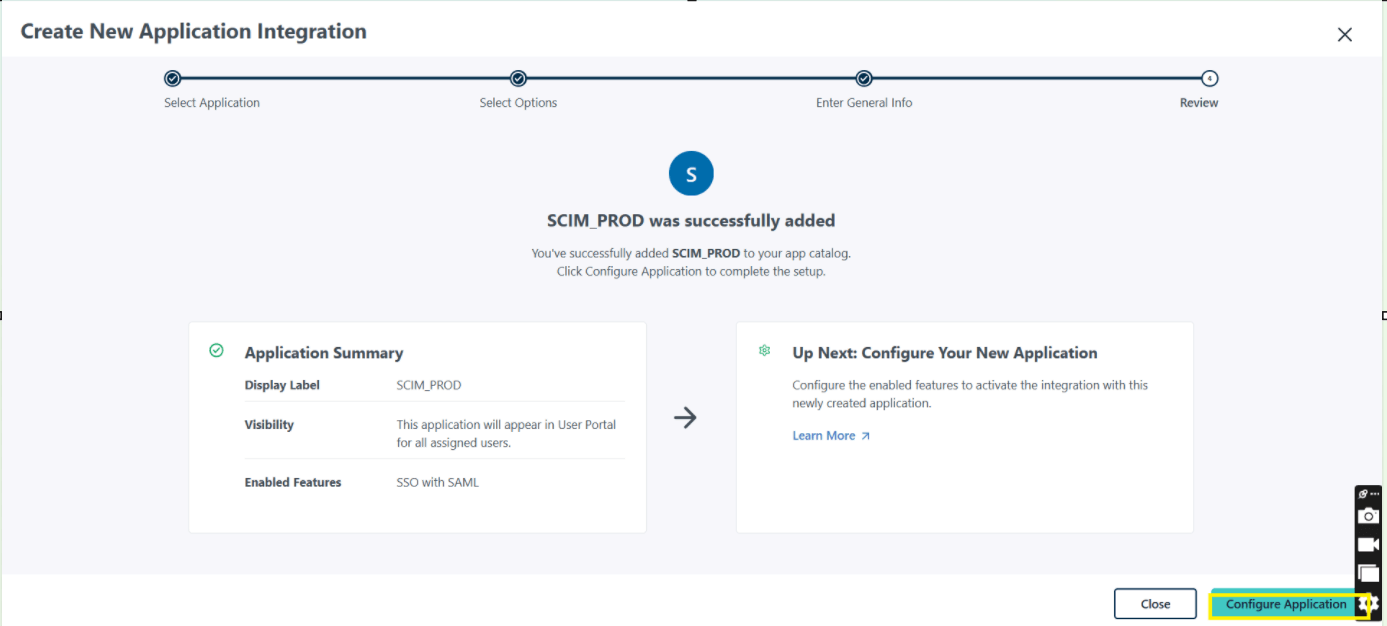 Create New Application Integration
4
Select Application
Select Options
Enter General Info
Review
S
SCIM_PROD was successfully added
You've successfully added SCIM_PROD to your app catalog.
Click Configure Application to complete the setup.
Application Summary
Display Label SCIM_PROD
Visibility This application will appear in User Portal
for all assigned users.
Enabled Features SSO with SAML
Up Next: Configure Your New Application
Configure the enabled features to activate the integration with this
newly created application.
Learn More
Close
Configure Application